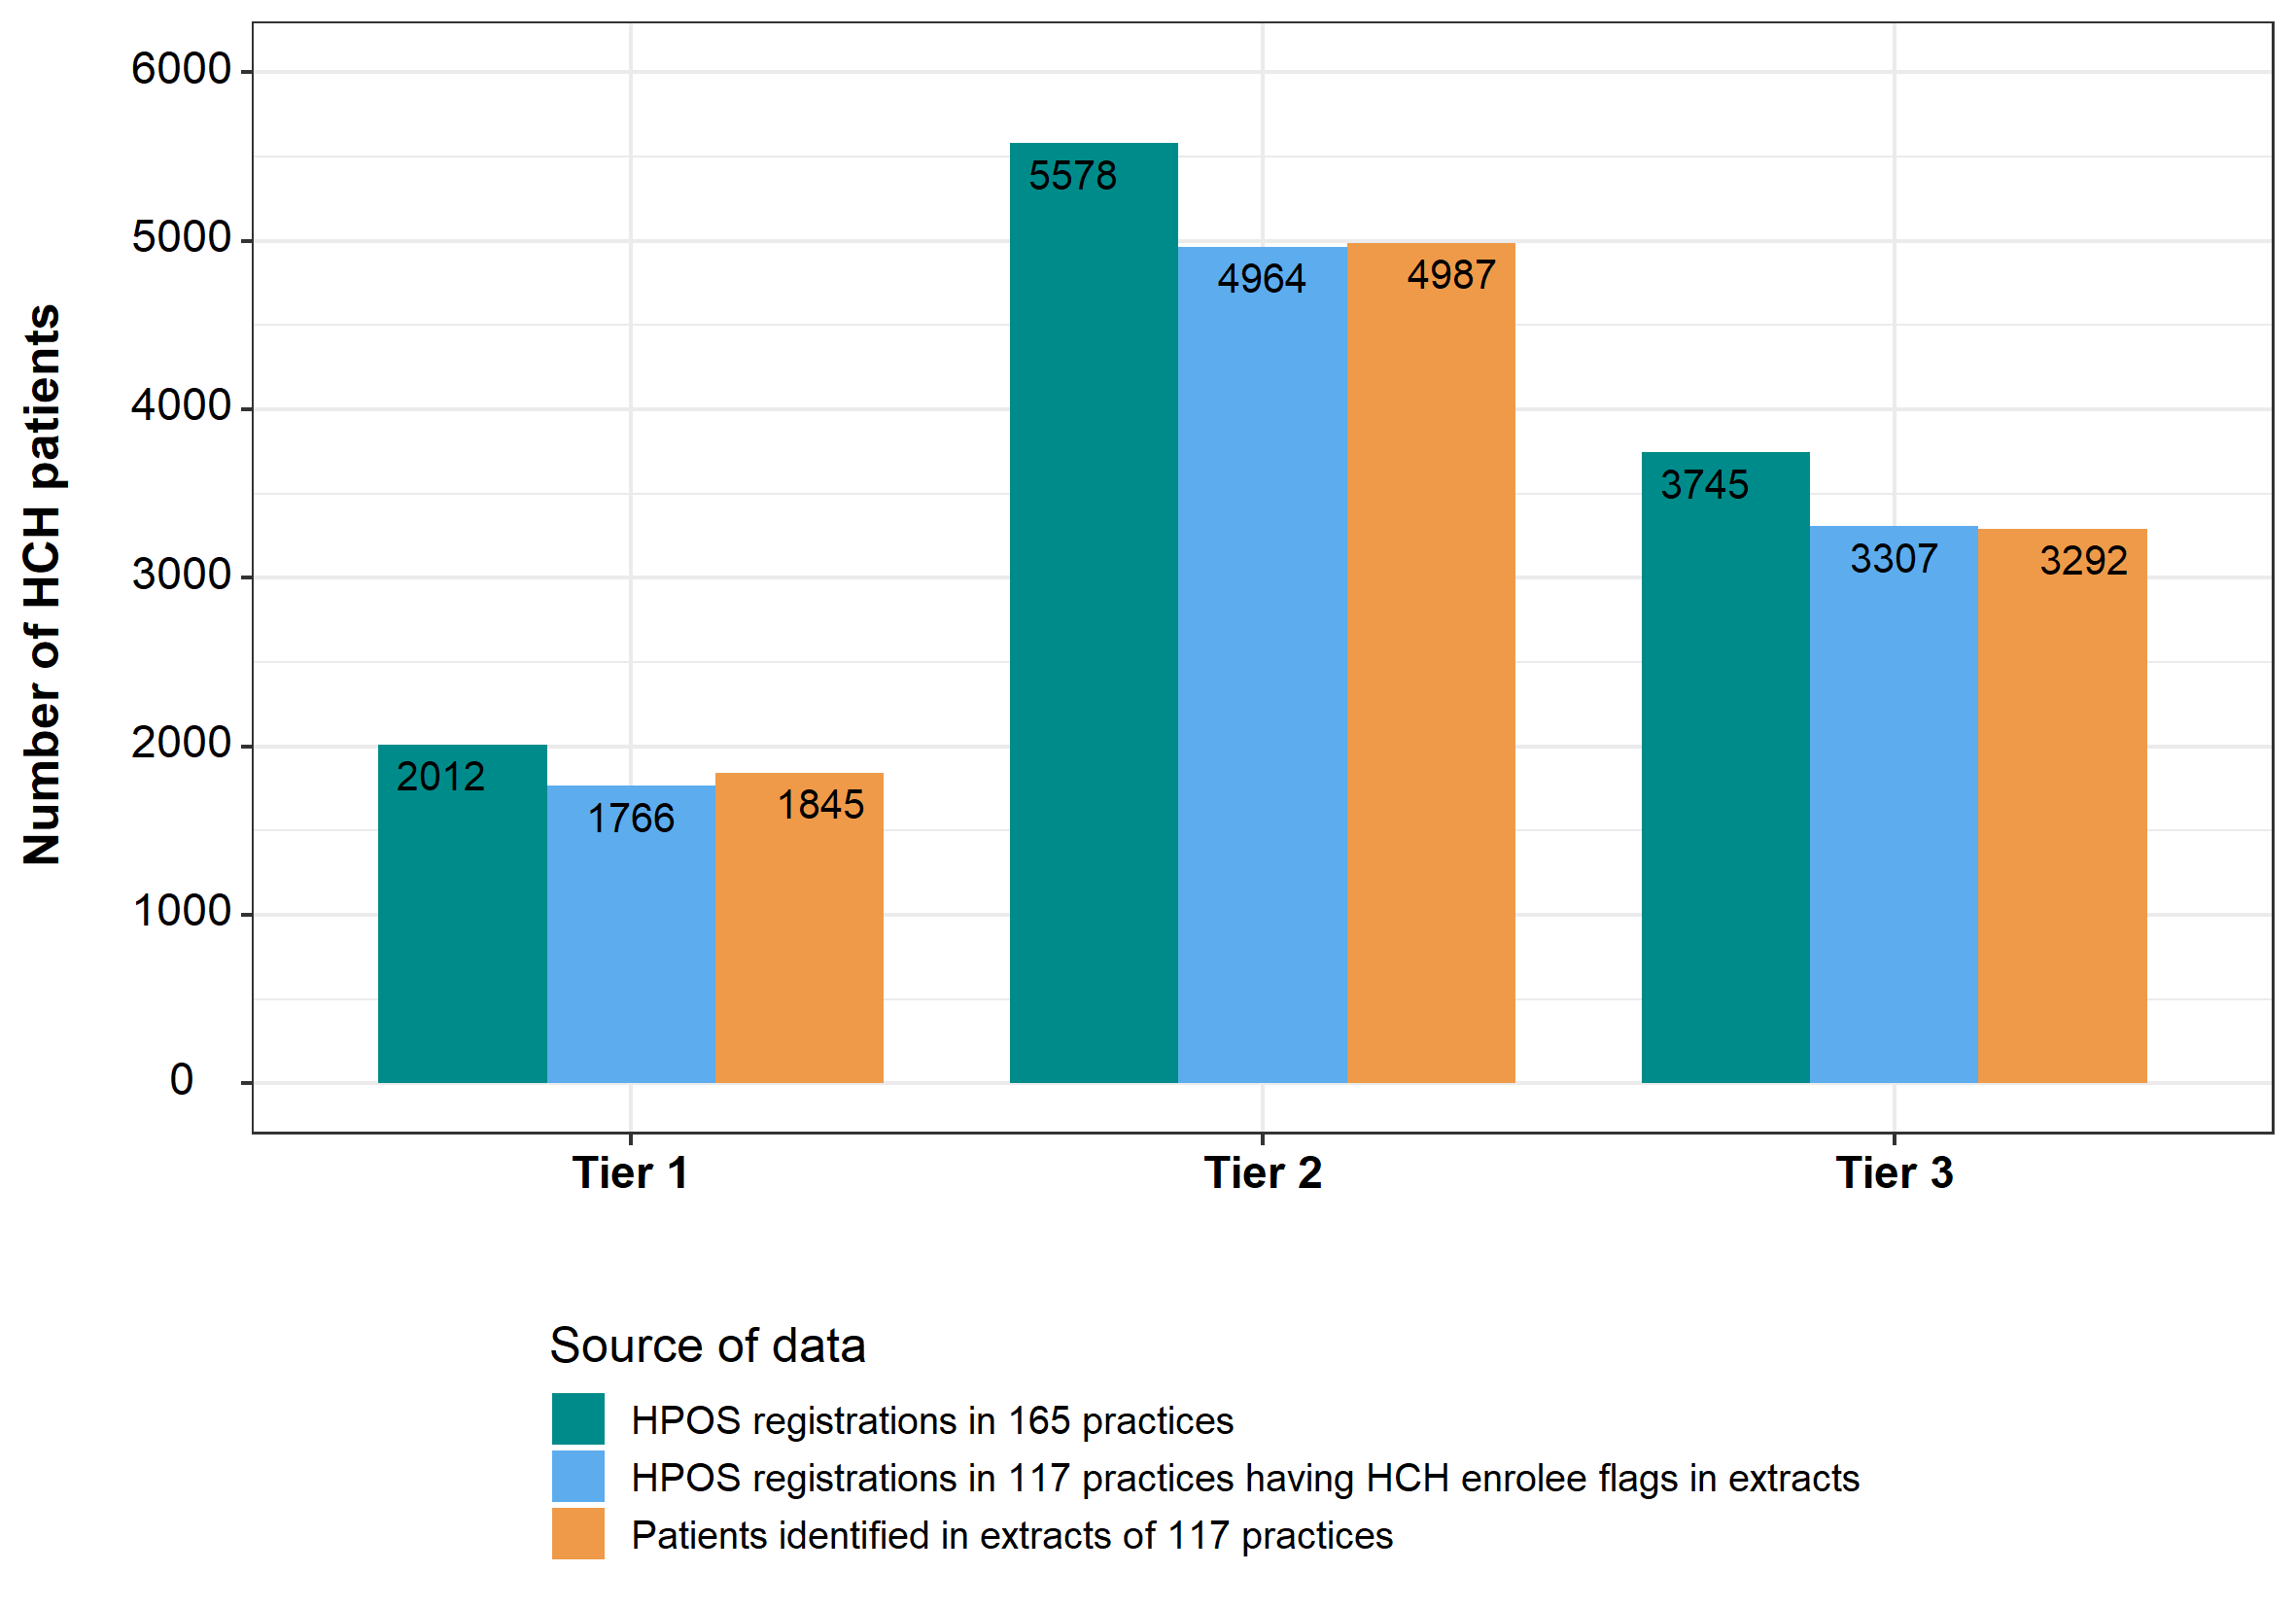 Number of HCH patients
6000
5000
4000
3000
2000
1000
0
2012
1766
1845
5578
4964
4987
3745
3307
3292
Tier 1
Tier 2
Tier 3
Source of data
HPOS registrations in 165 practices
HPOS registrations in 117 practices having HCH enrolee flags in extracts
Patients identified in extracts of 117 practices